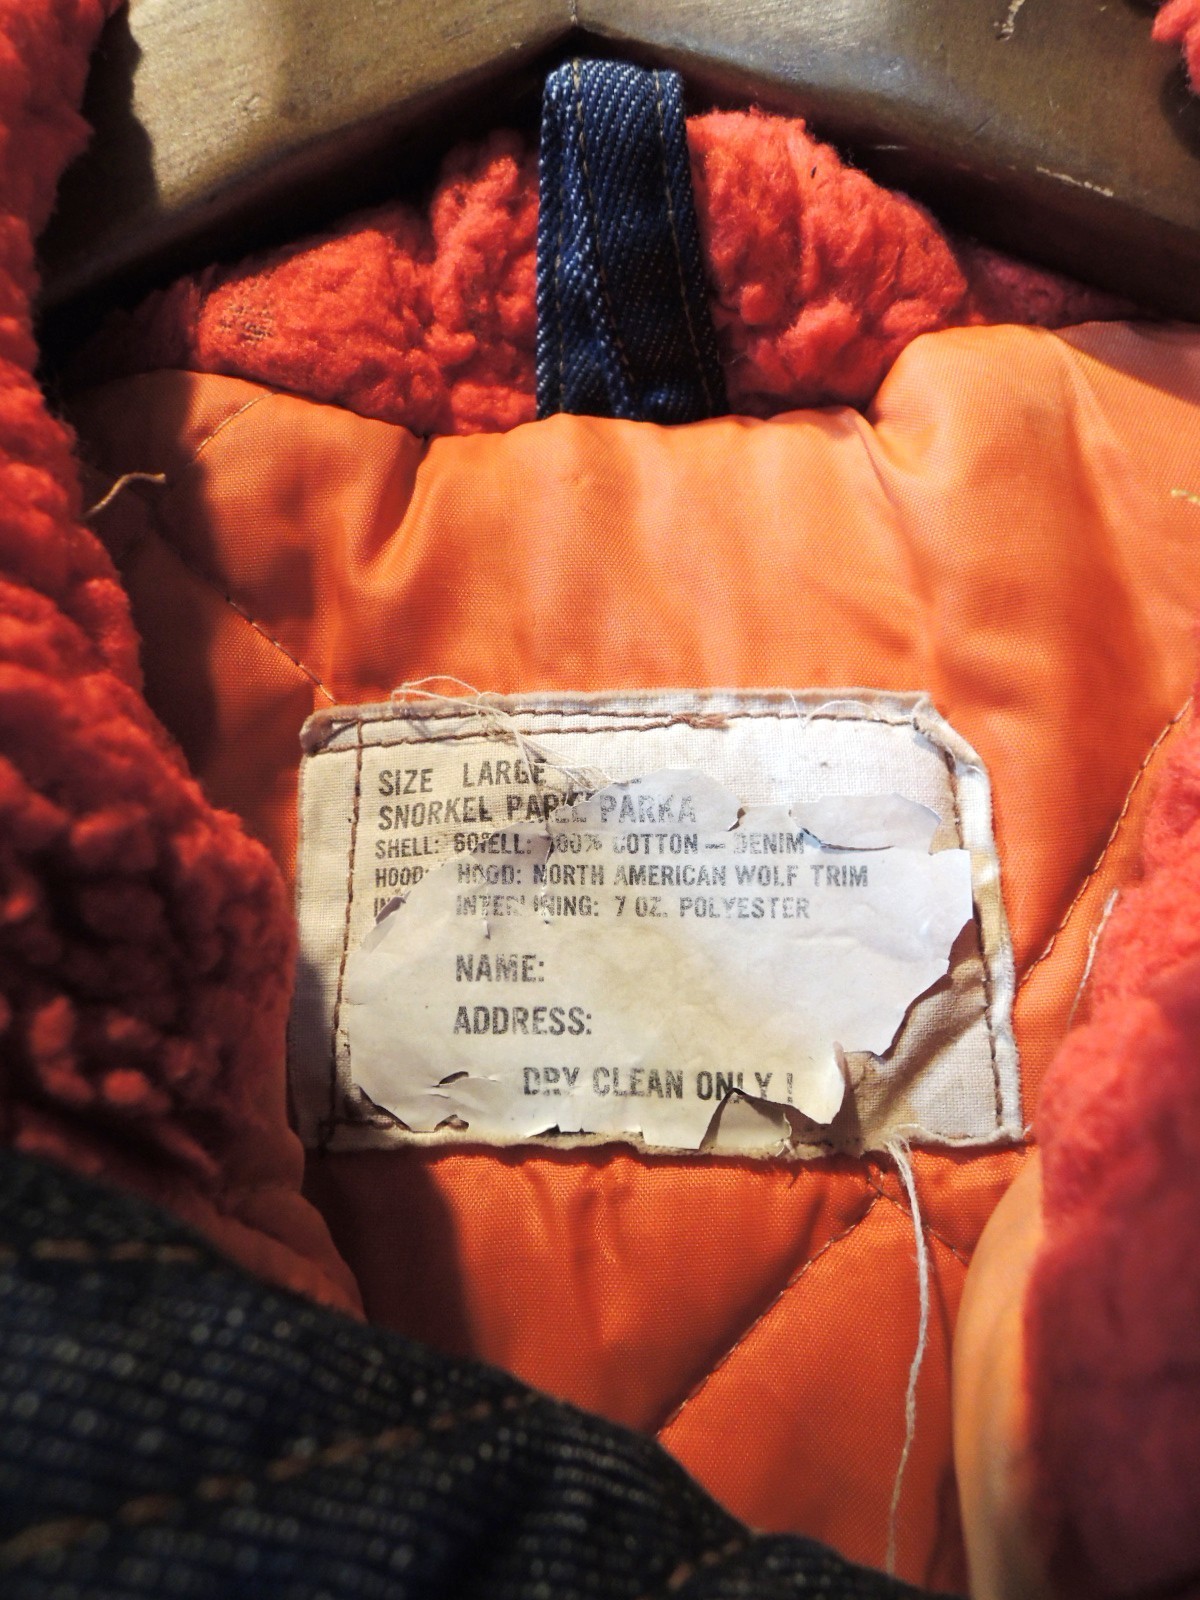 SIZE LARGE
SNORKEL PARKA
SHELL: 100% COTTON — DENIM
HOOD: HOOD: NORTH AMERICAN WOLF TRIM
INTERLINING: 7 OZ. POLYESTER
NAME:
ADDRESS:
DRY CLEAN ONLY !